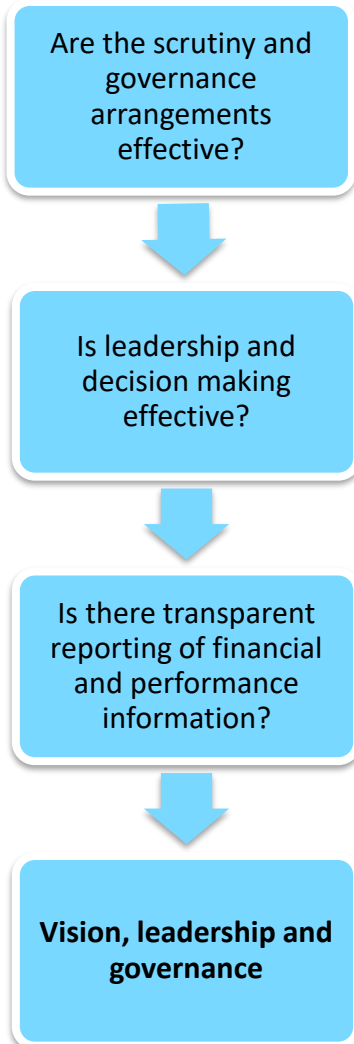 Are the scrutiny and
governance
arrangements
effective?
Is leadership and
decision making
effective?
Is there transparent
reporting of financial
and performance
information?
Vision, leadership and
governance